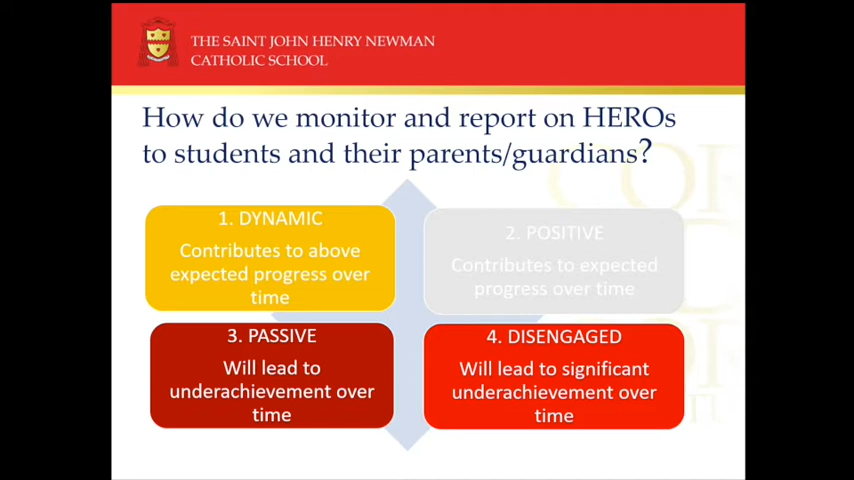 THE SAINT JOHN HENRY NEWMAN
CATHOLIC SCHOOL
How do we monitor and report on HEROs
to students and their parents/guardians?
1. DYNAMIC
Contributes to above
expected progress over
time
2. POSITIVE
Contributes to expected
progress over time
3. PASSIVE
Will lead to
underachievement over
time
4. DISENGAGED
Will lead to significant
underachievement over
time